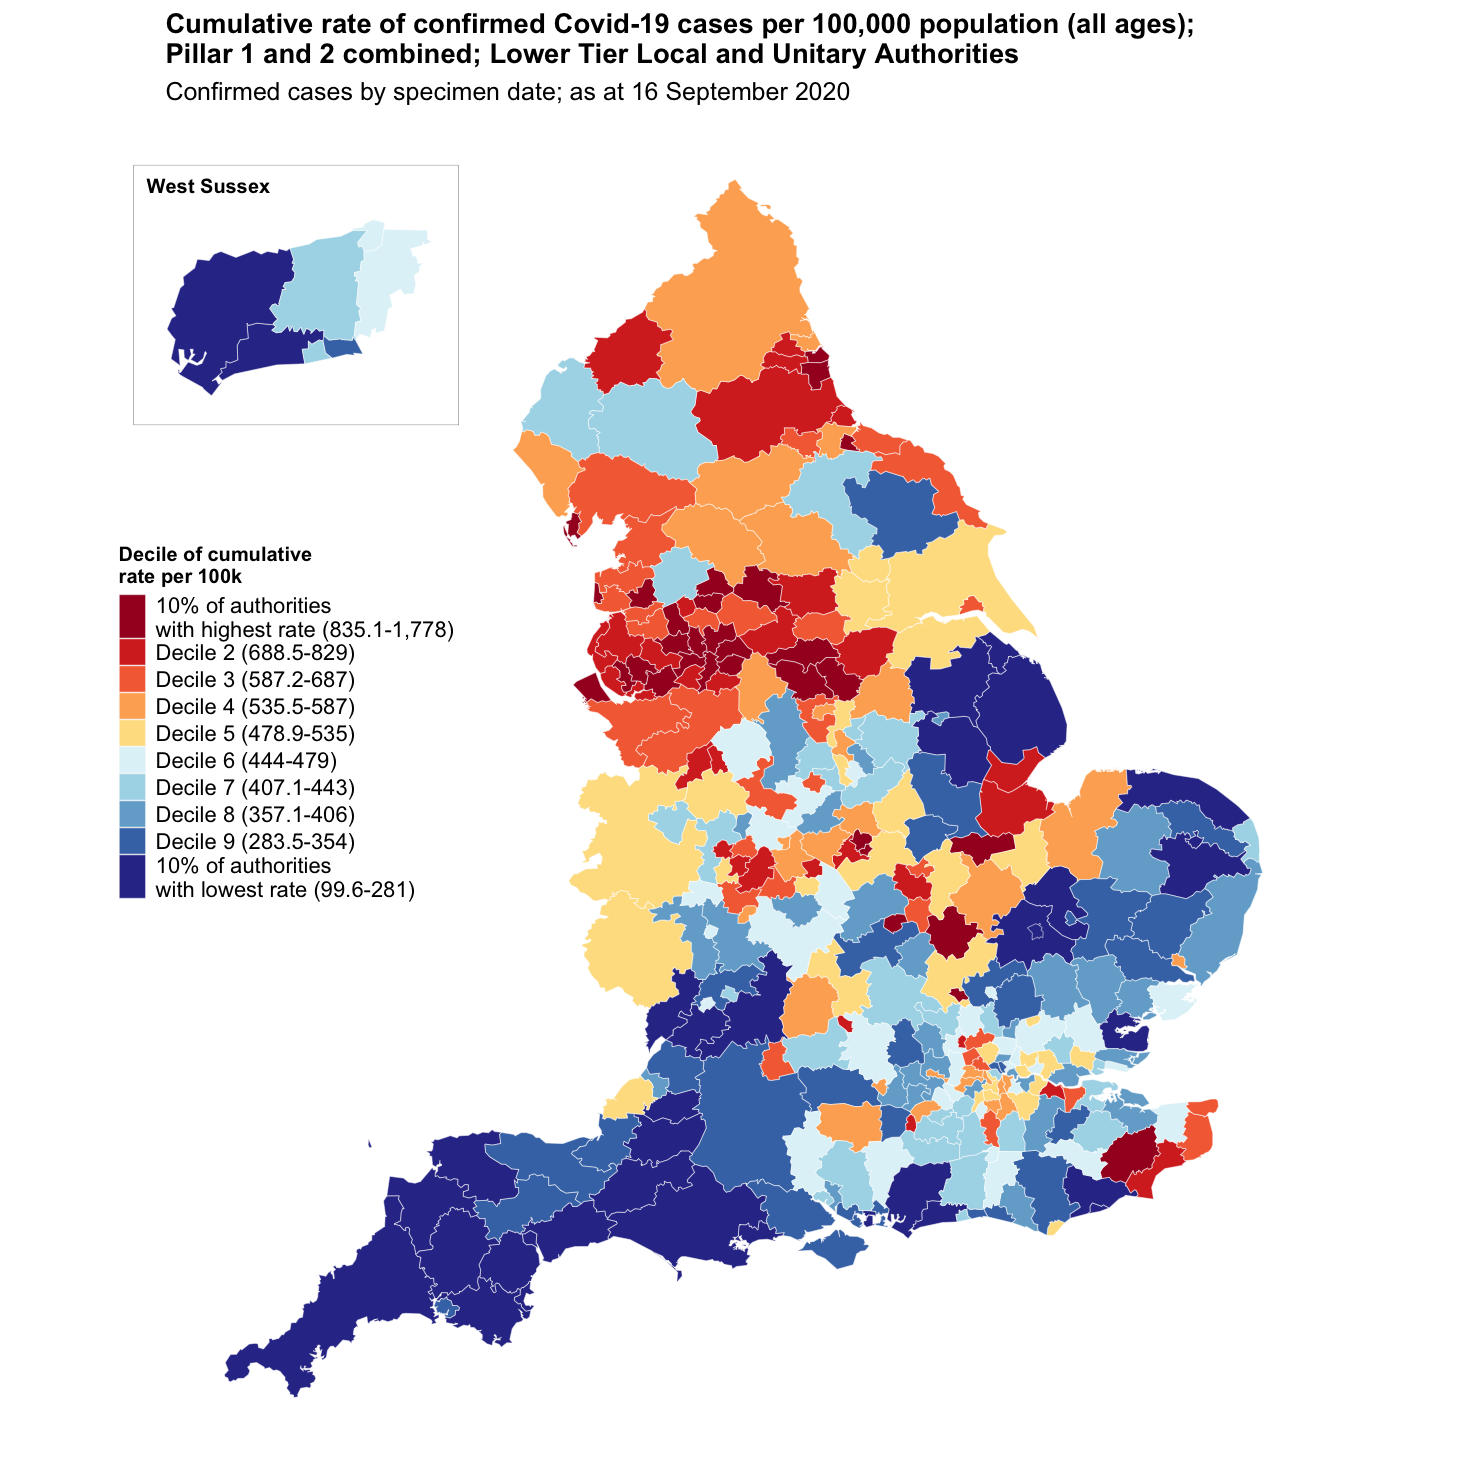 Cumulative rate of confirmed Covid-19 cases per 100,000 population (all ages);
Pillar 1 and 2 combined; Lower Tier Local and Unitary Authorities
Confirmed cases by specimen date; as at 16 September 2020
West Sussex
Decile of cumulative
rate per 100k
10% of authorities
with highest rate (835.1-1,778)
Decile 2 (688.5-829)
Decile 3 (587.2-687)
Decile 4 (535.5-587)
Decile 5 (478.9-535)
Decile 6 (444-479)
Decile 7 (407.1-443)
Decile 8 (357.1-406)
Decile 9 (283.5-354)
10% of authorities
with lowest rate (99.6-281)